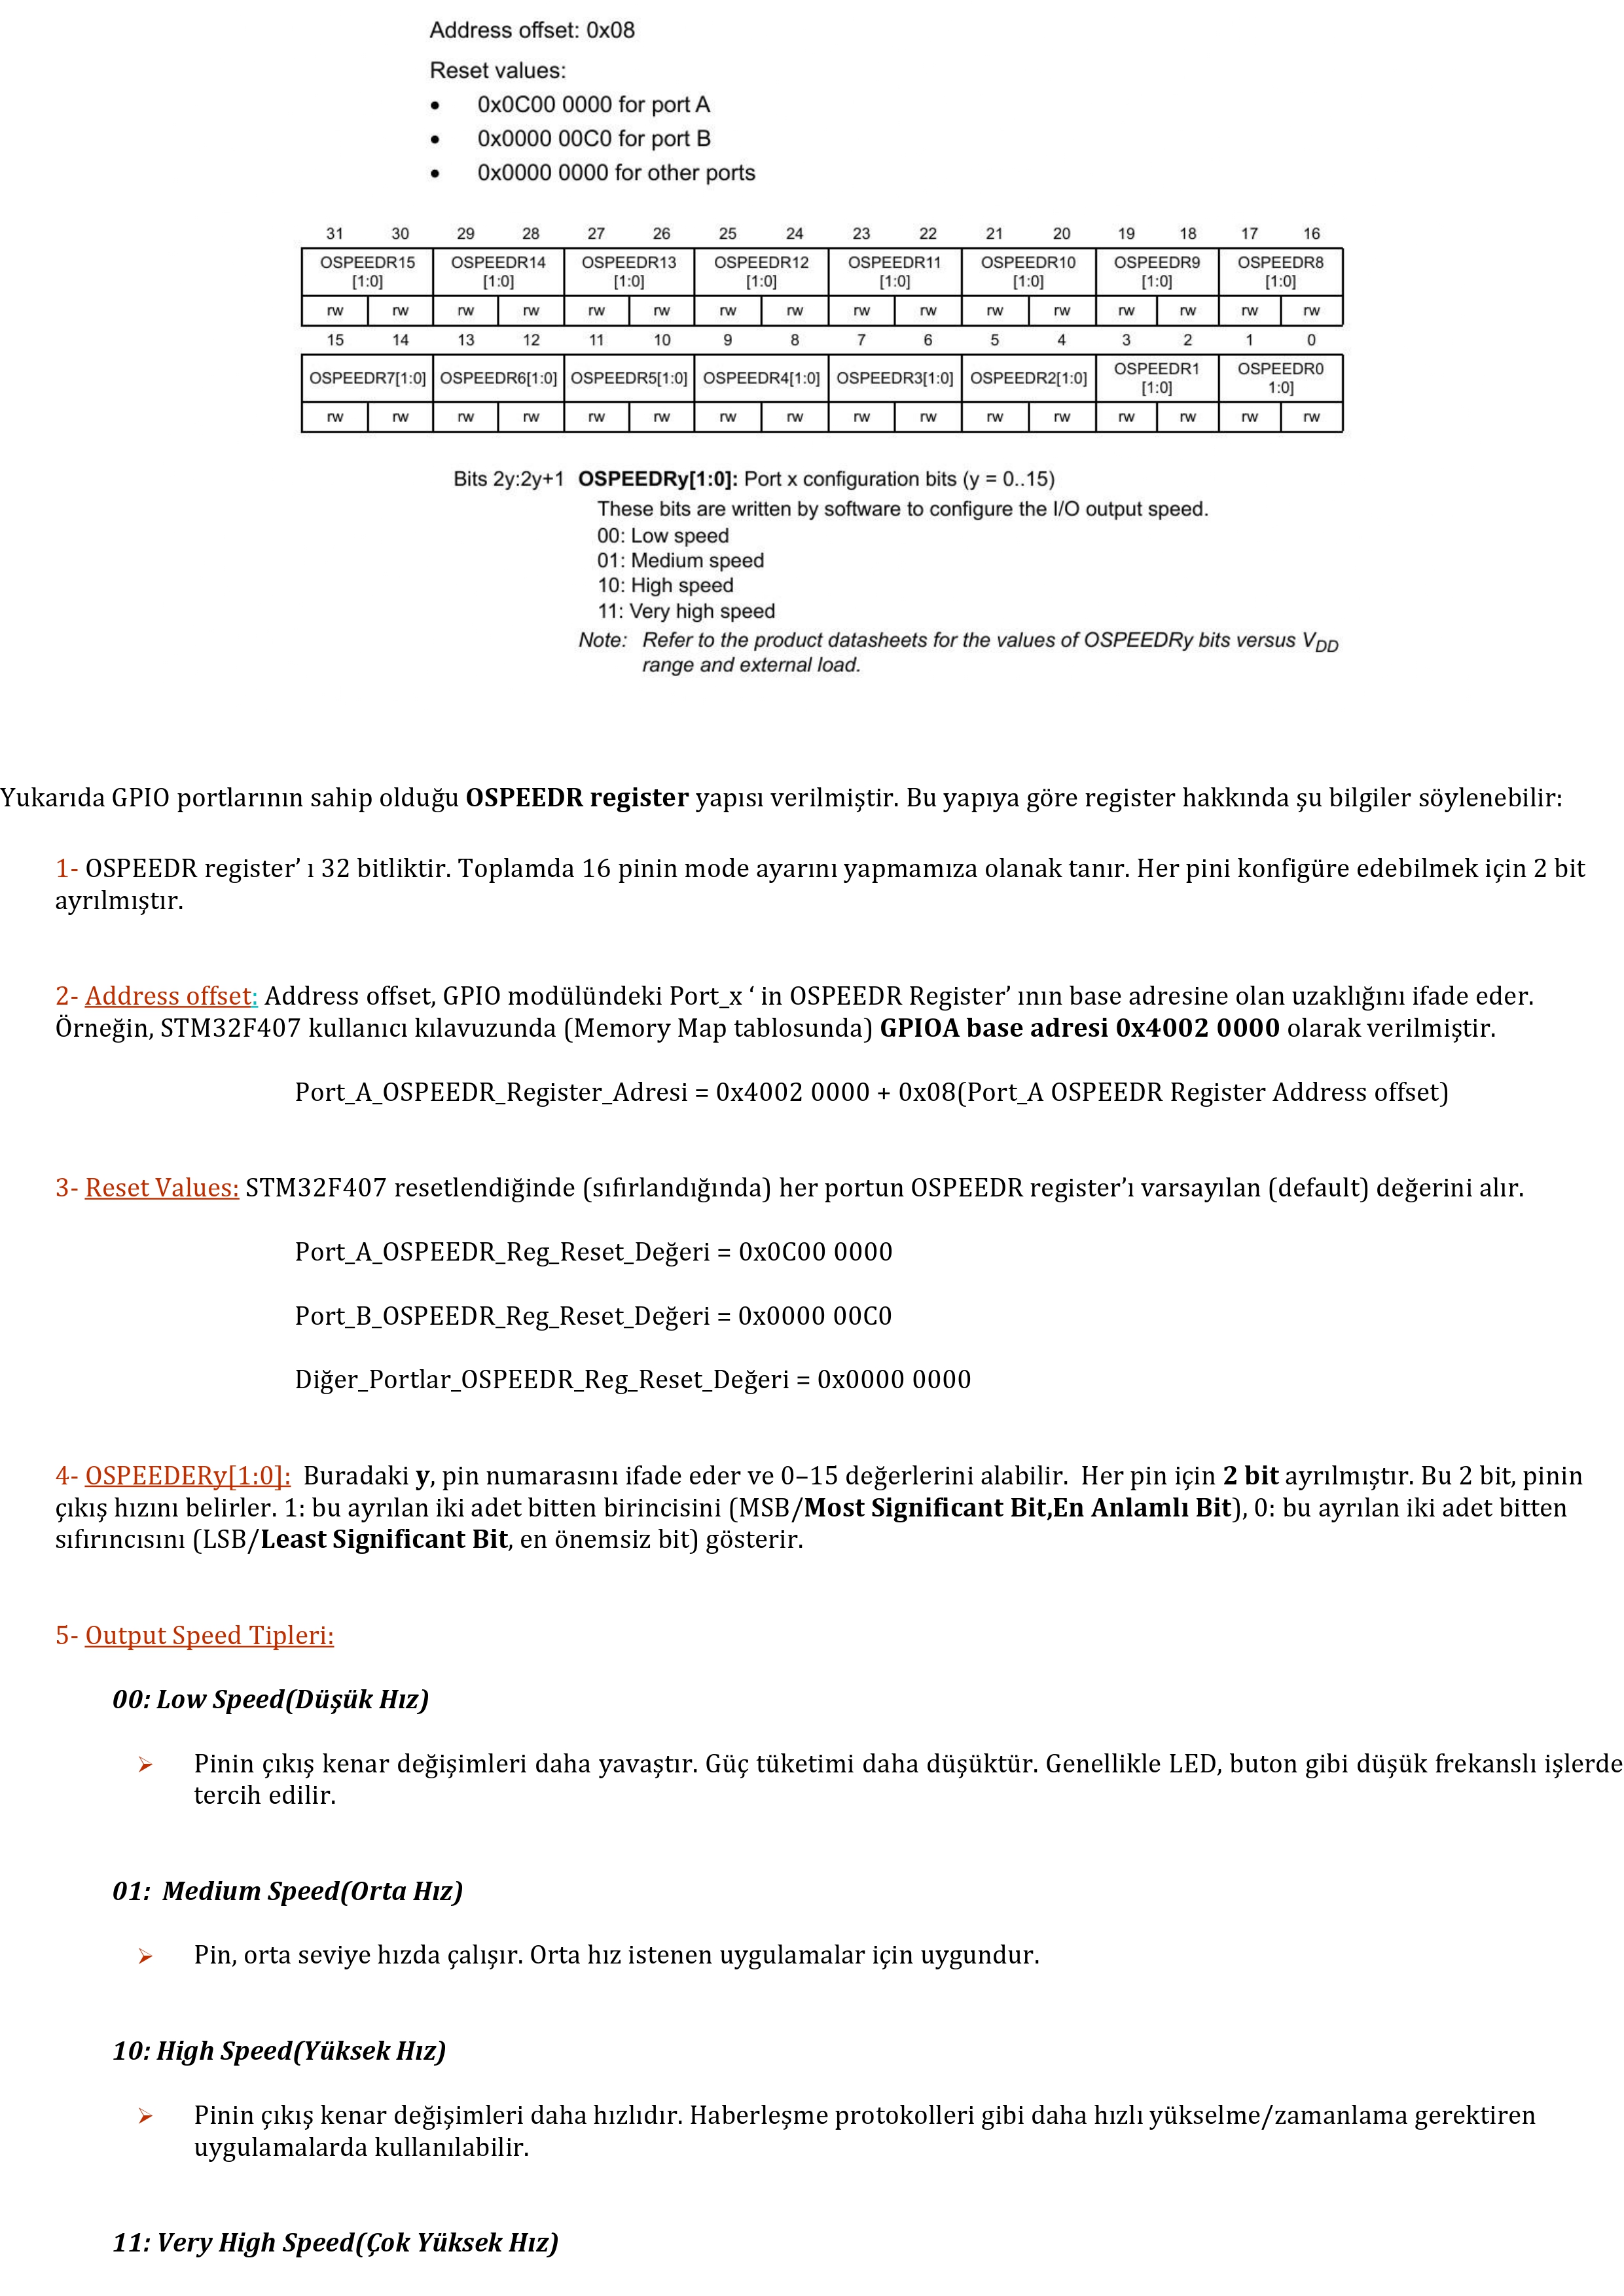 Address offset: 0x08
Reset values:
• 0x0C00 0000 for port A
• 0x0000 00C0 for port B
• 0x0000 0000 for other ports
31 30 29 28 27 26 25 24 23 22 21 20 19 18 17 16
OSPEEDR15 OSPEEDR14 OSPEEDR13 OSPEEDR12 OSPEEDR11 OSPEEDR10 OSPEEDR9 OSPEEDR8
[1:0] [1:0] [1:0] [1:0] [1:0] [1:0] [1:0] [1:0]
rw rw rw rw rw rw rw rw rw rw rw rw rw rw rw rw
15 14 13 12 11 10 9 8 7 6 5 4 3 2 1 0
OSPEEDR7[1:0] OSPEEDR6[1:0] OSPEEDR5[1:0] OSPEEDR4[1:0] OSPEEDR3[1:0] OSPEEDR2[1:0] OSPEEDR1 [1:0] OSPEEDR0 1:0]
rw rw rw rw rw rw rw rw rw rw rw rw rw rw rw rw
Bits 2y:2y+1 OSPEEDRy[1:0]: Port x configuration bits (y = 0..15)
These bits are written by software to configure the I/O output speed.
00: Low speed
01: Medium speed
10: High speed
11: Very high speed
Note: Refer to the product datasheets for the values of OSPEEDRy bits versus VDD
range and external load.
Yukarıda GPIO portlarının sahip olduğu OSPEEDR register yapısı verilmiştir. Bu yapıya göre register hakkında şu bilgiler söylenebilir:
1- OSPEEDR register’ ı 32 bitliktir. Toplamda 16 pinin mode ayarını yapmamıza olanak tanır. Her pini konfigüre edebilmek için 2 bit
ayrılmıştır.
2- Address offset: Address offset, GPIO modülündeki Port_x ‘ in OSPEEDR Register’ ının base adresine olan uzaklığını ifade eder.
Örneğin, STM32F407 kullanıcı kılavuzunda (Memory Map tablosunda) GPIOA base adresi 0x4002 0000 olarak verilmiştir.
Port_A_OSPEEDR_Register_Adresi = 0x4002 0000 + 0x08(Port_A OSPEEDR Register Address offset)
3- Reset Values: STM32F407 resetlendiğinde (sıfırlandığında) her portun OSPEEDR register’ı varsayılan (default) değerini alır.
Port_A_OSPEEDR_Reg_Reset_Değeri = 0x0C00 0000
Port_B_OSPEEDR_Reg_Reset_Değeri = 0x0000 00C0
Diğer_Portlar_OSPEEDR_Reg_Reset_Değeri = 0x0000 0000
4- OSPEEDERy[1:0]: Buradaki y, pin numarasını ifade eder ve 0–15 değerlerini alabilir. Her pin için 2 bit ayrılmıştır. Bu 2 bit, pinin
çıkış hızını belirler. 1: bu ayrılan iki adet bitten birincisini (MSB/Most Significant Bit,En Anlamlı Bit), 0: bu ayrılan iki adet bitten
sıfırıncısını (LSB/Least Significant Bit, en önemsiz bit) gösterir.
5- Output Speed Tipleri:
00: Low Speed(Düşük Hız)
➢ Pinin çıkış kenar değişimleri daha yavaştır. Güç tüketimi daha düşüktür. Genellikle LED, buton gibi düşük frekanslı işlerde
tercih edilir.
01: Medium Speed(Orta Hız)
➢ Pin, orta seviye hızda çalışır. Orta hız istenen uygulamalar için uygundur.
10: High Speed(Yüksek Hız)
➢ Pinin çıkış kenar değişimleri daha hızlıdır. Haberleşme protokolleri gibi daha hızlı yükselme/zamanlama gerektiren
uygulamalarda kullanılabilir.
11: Very High Speed(Çok Yüksek Hız)